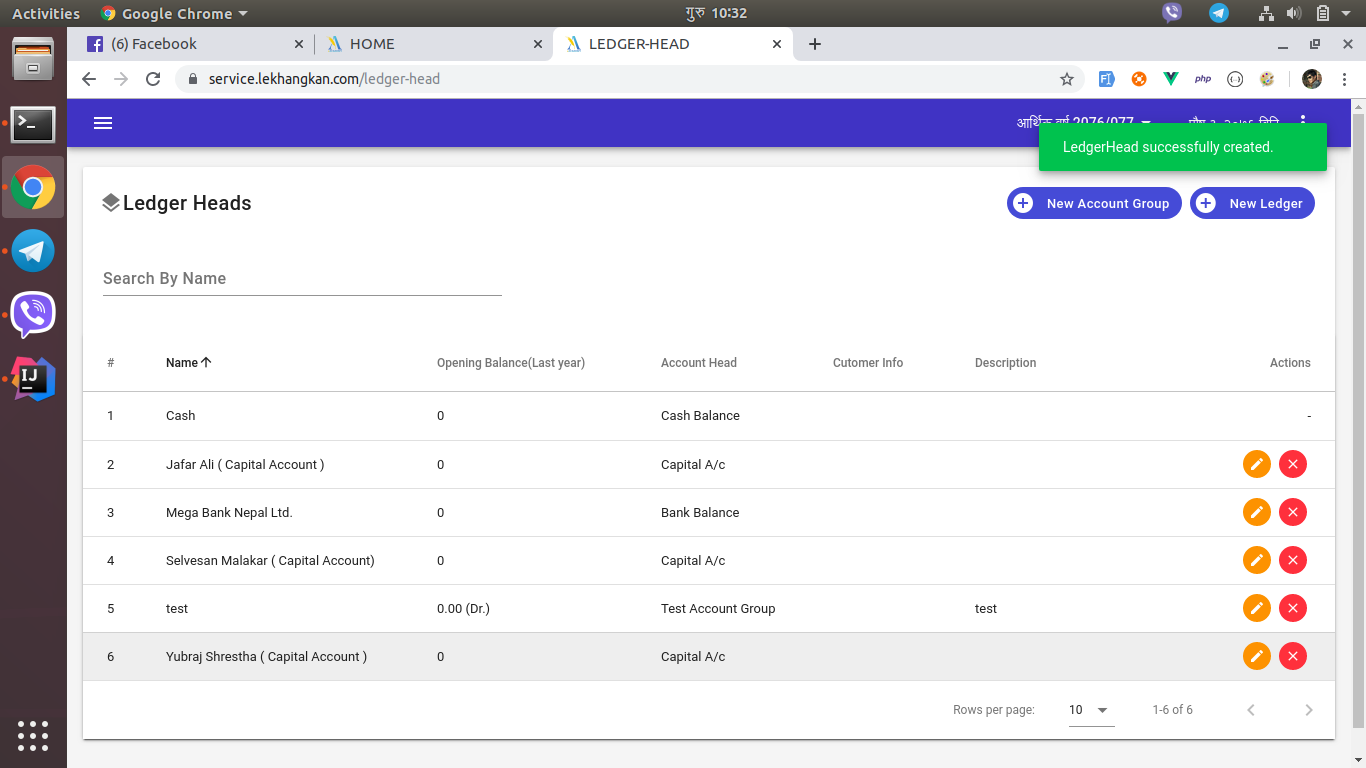 Activities Google Chrome गुरु 10:32
(6) Facebook HOME LEDGER-HEAD
service.lekhangkan.com/ledger-head php
आर्थिक वर्ष 2076/077
LedgerHead successfully created.
Ledger Heads New Account Group New Ledger
Search By Name
# Name Opening Balance(Last year) Account Head Cutomer Info Description Actions
1 Cash 0 Cash Balance -
2 Jafar Ali ( Capital Account ) 0 Capital A/c
3 Mega Bank Nepal Ltd. 0 Bank Balance
4 Selvesan Malakar ( Capital Account) 0 Capital A/c
5 test 0.00 (Dr.) Test Account Group test
6 Yubraj Shrestha ( Capital Account ) 0 Capital A/c
Rows per page: 10 1-6 of 6